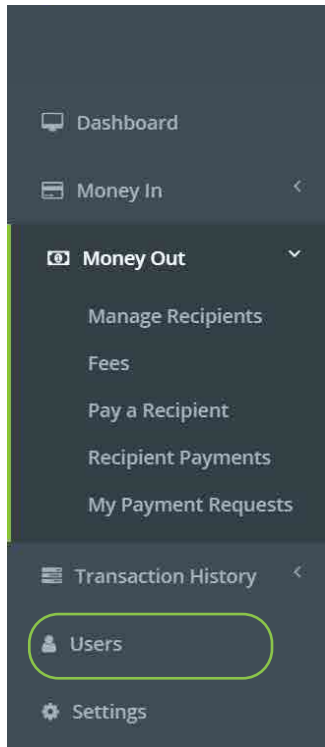 Dashboard
Money In
Money Out
Manage Recipients
Fees
Pay a Recipient
Recipient Payments
My Payment Requests
Transaction History
Users
Settings